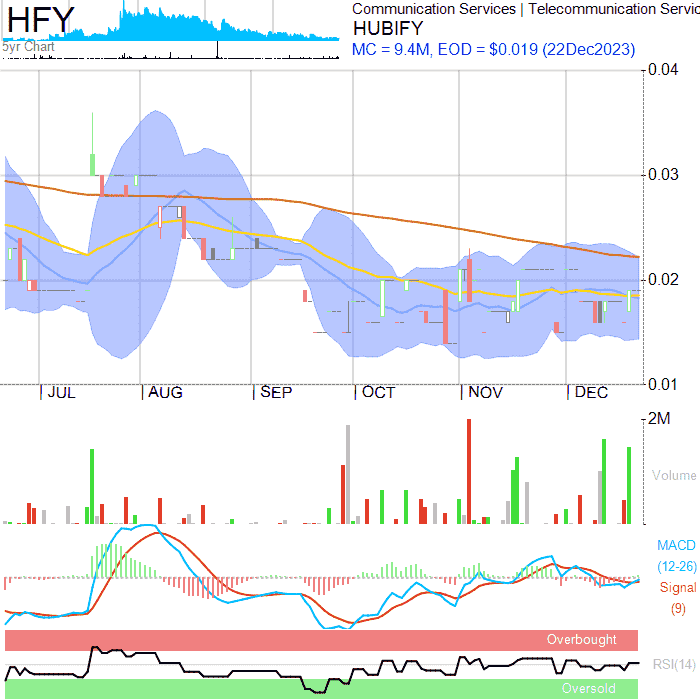 HFY
5yr Chart
Communication Services | Telecommunication Servic
HUBIFY
MC = 9.4M, EOD = $0.019 (22Dec2023)
0.04
0.03
0.02
0.01
| JUL | AUG | SEP | OCT | NOV | DEC
2M
Volume
MACD
(12-26)
Signal
(9)
Overbought
RSI(14)
Oversold